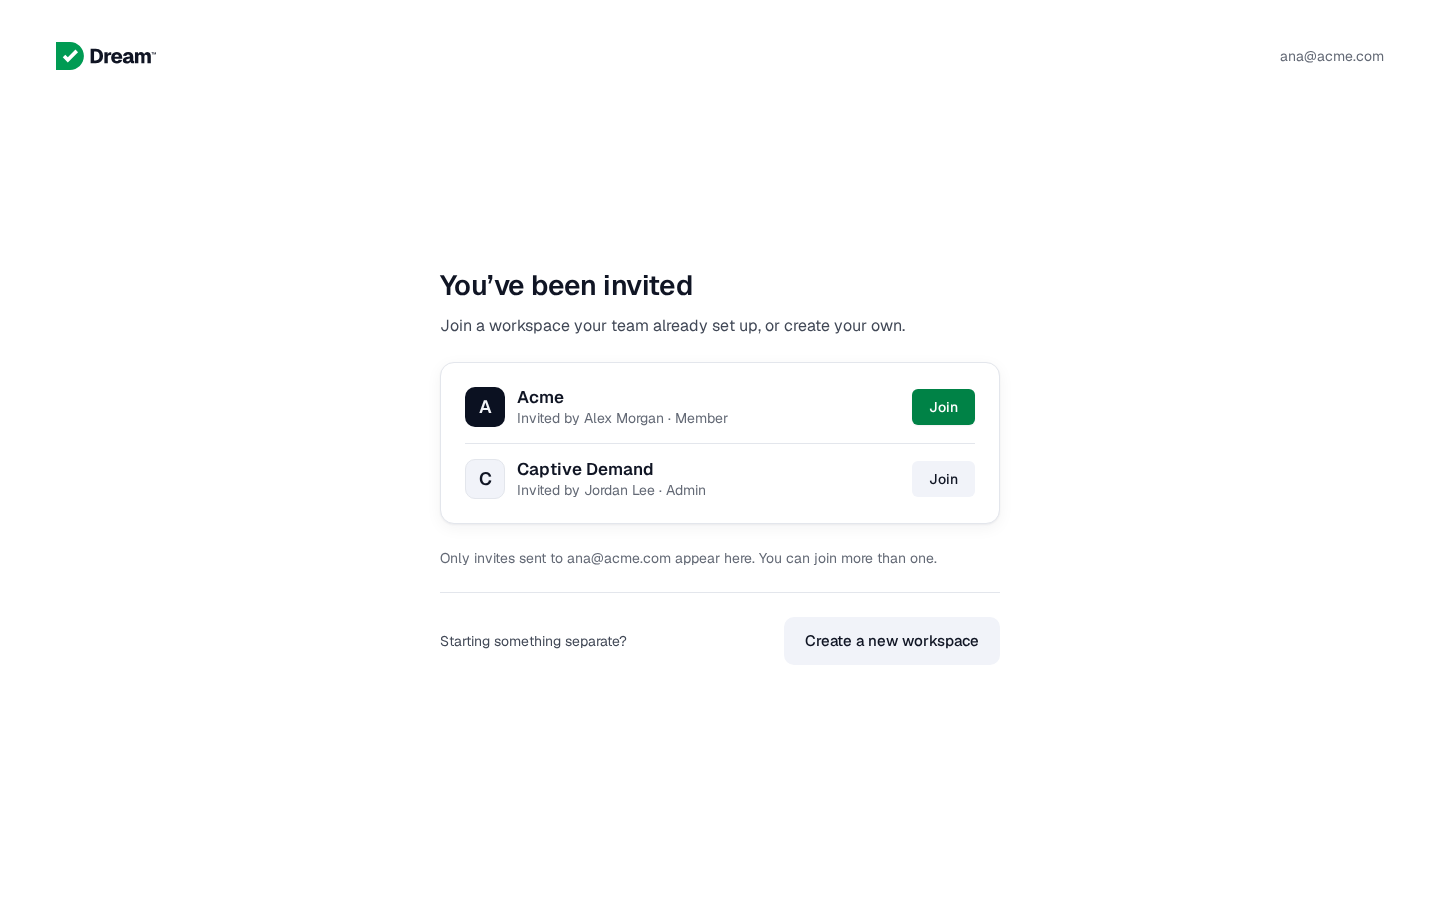 Dream™
ana@acme.com
You’ve been invited
Join a workspace your team already set up, or create your own.
A
Acme
Invited by Alex Morgan · Member
Join
C
Captive Demand
Invited by Jordan Lee · Admin
Join
Only invites sent to ana@acme.com appear here. You can join more than one.
Starting something separate?
Create a new workspace